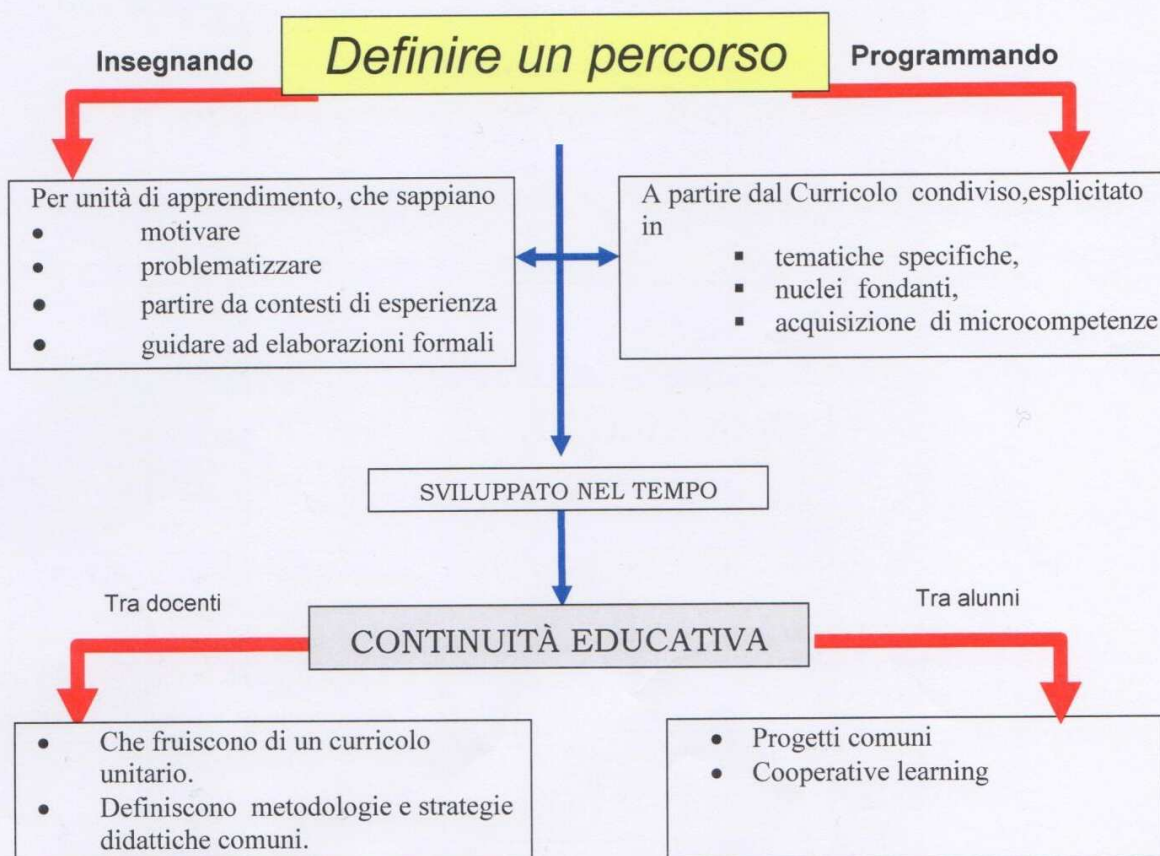 Definire un percorso
Insegnando
Programmando
Per unità di apprendimento, che sappiano
• motivare
• problematizzare
• partire da contesti di esperienza
• guidare ad elaborazioni formali
A partire dal Curricolo condiviso,esplicitato
in
▪ tematiche specifiche,
▪ nuclei fondanti,
▪ acquisizione di microcompetenze
SVILUPPATO NEL TEMPO
CONTINUITÀ EDUCATIVA
Tra docenti
Tra alunni
• Che fruiscono di un curricolo
unitario.
• Definiscono metodologie e strategie
didattiche comuni.
• Progetti comuni
• Cooperative learning